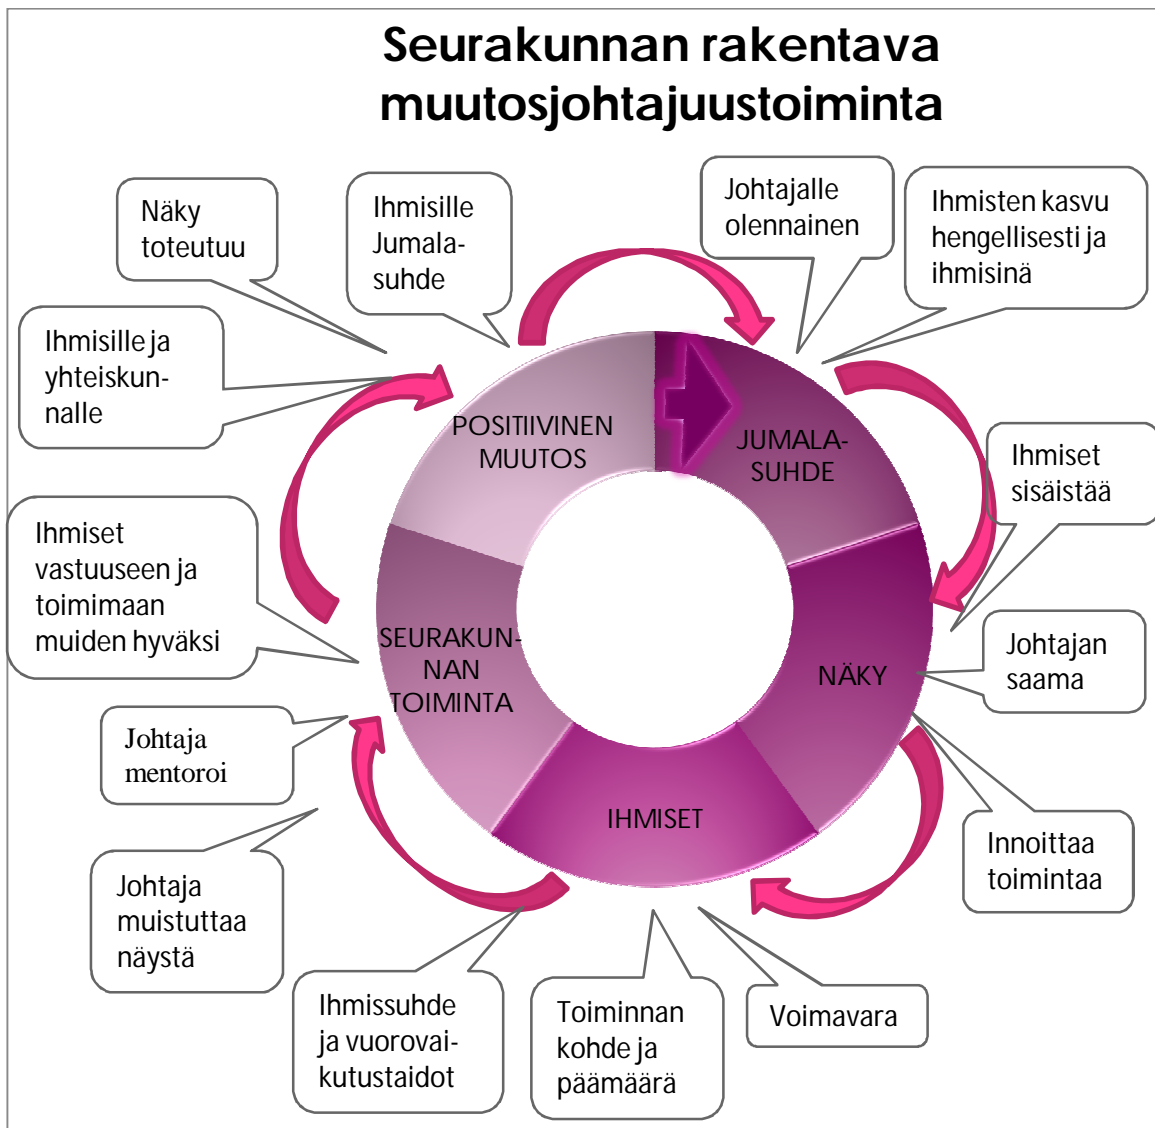 Seurakunnan rakentava
muutosjohtajuustoiminta
Näky
toteutuu
Ihmisille
Jumala-
suhde
Johtajalle
olennainen
Ihmisten kasvu
hengellisesti ja
ihmisinä
Ihmisille ja
yhteiskun-
nalle
POSITIIVINEN
MUUTOS
JUMALA-
SUHDE
Ihmiset
sisäistää
Ihmiset
vastuuseen ja
toimimaan
muiden hyväksi
SEURAKUN-
NAN
TOIMINTA
NÄKY
Johtajan
saama
Johtaja
mentoroi
IHMISET
Innoittaa
toimintaa
Johtaja
muistuttaa
näystä
Ihmissuhde
ja vuorovai-
kutustaidot
Toiminnan
kohde ja
päämäärä
Voimavara